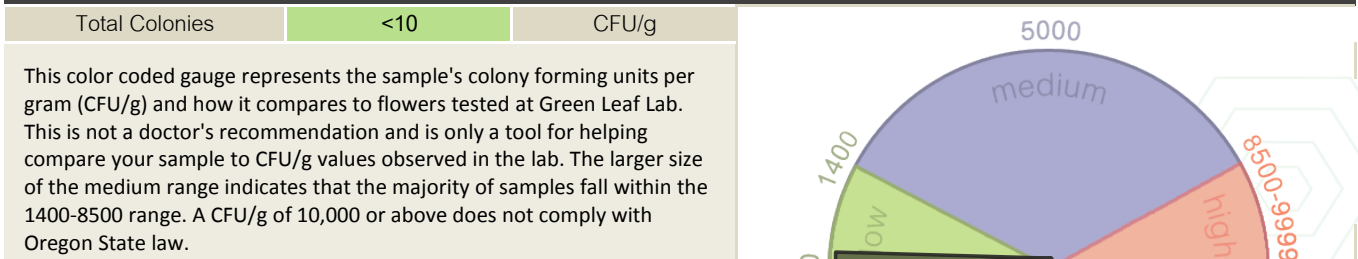 Total Colonies <10 CFU/g
This color coded gauge represents the sample's colony forming units per
gram (CFU/g) and how it compares to flowers tested at Green Leaf Lab.
This is not a doctor's recommendation and is only a tool for helping
compare your sample to CFU/g values observed in the lab. The larger size
of the medium range indicates that the majority of samples fall within the
1400-8500 range. A CFU/g of 10,000 or above does not comply with
Oregon State law.
5000
medium
1400
8500-9999
high